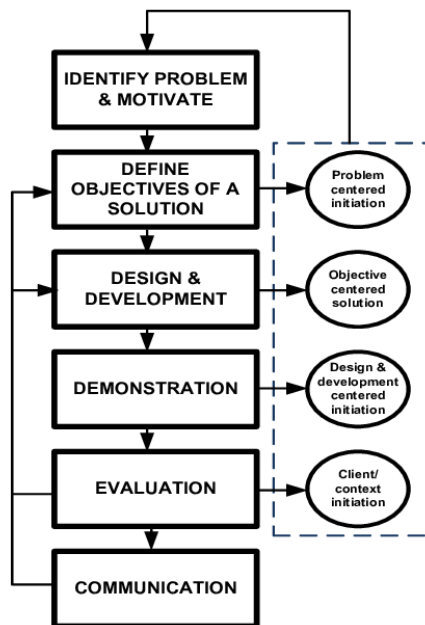 IDENTIFY PROBLEM
& MOTIVATE
DEFINE
OBJECTIVES OF A
SOLUTION
Problem
centered
initiation
DESIGN &
DEVELOPMENT
Objective
centered
solution
DEMONSTRATION
Design &
development
centered
initiation
EVALUATION
Client/
context
initiation
COMMUNICATION